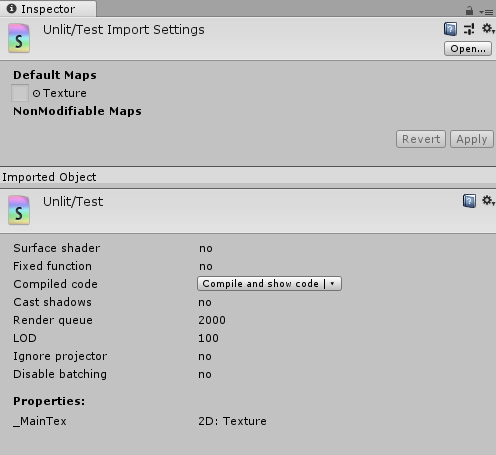 Inspector
Unlit/Test Import Settings
Open...
Default Maps
Texture
NonModifiable Maps
Revert Apply
Imported Object
Unlit/Test
Surface shader no
Fixed function no
Compiled code Compile and show code
Cast shadows no
Render queue 2000
LOD 100
Ignore projector no
Disable batching no
Properties:
_MainTex 2D: Texture